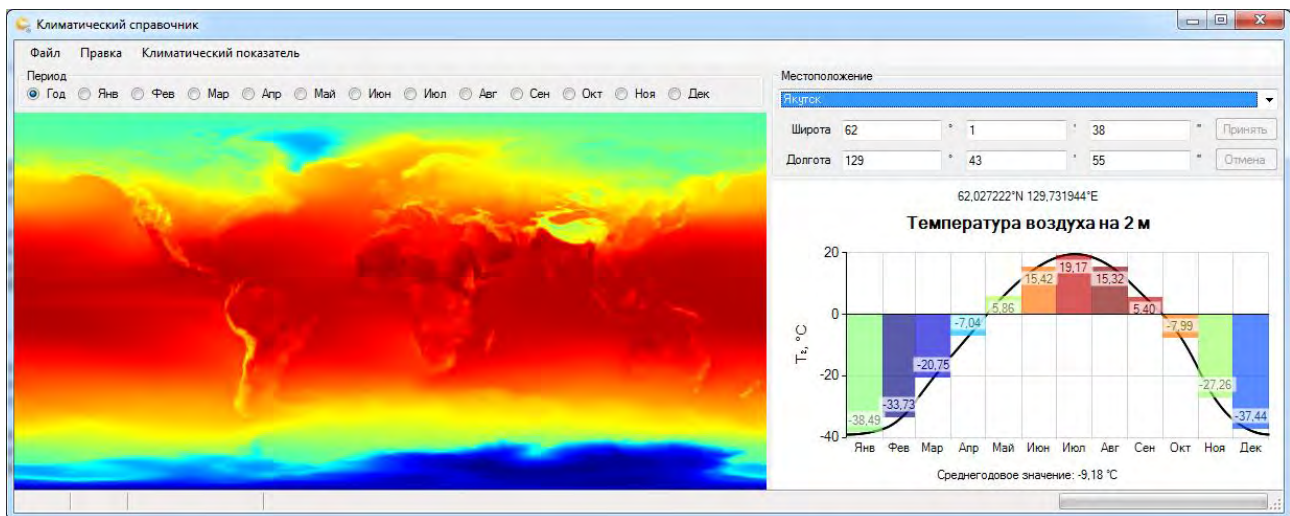 Климатический справочник
Файл Правка Климатический показатель
Период
Год Янв Фев Мар Апр Май Июн Июл Авг Сен Окт Ноя Дек
Местоположение
Якутск
Широта 62 ° 1 ' 38 " Принять
Долгота 129 ° 43 ' 55 " Отмена
62,027222°N 129,731944°E
Температура воздуха на 2 м
T₂, °C
20
0
-20
-40
-38,49
-33,73
-20,75
-7,04
5,86
15,42
19,17
15,32
5,40
-7,99
-27,26
-37,44
Янв Фев Мар Апр Май Июн Июл Авг Сен Окт Ноя Дек
Среднегодовое значение: -9,18 °C